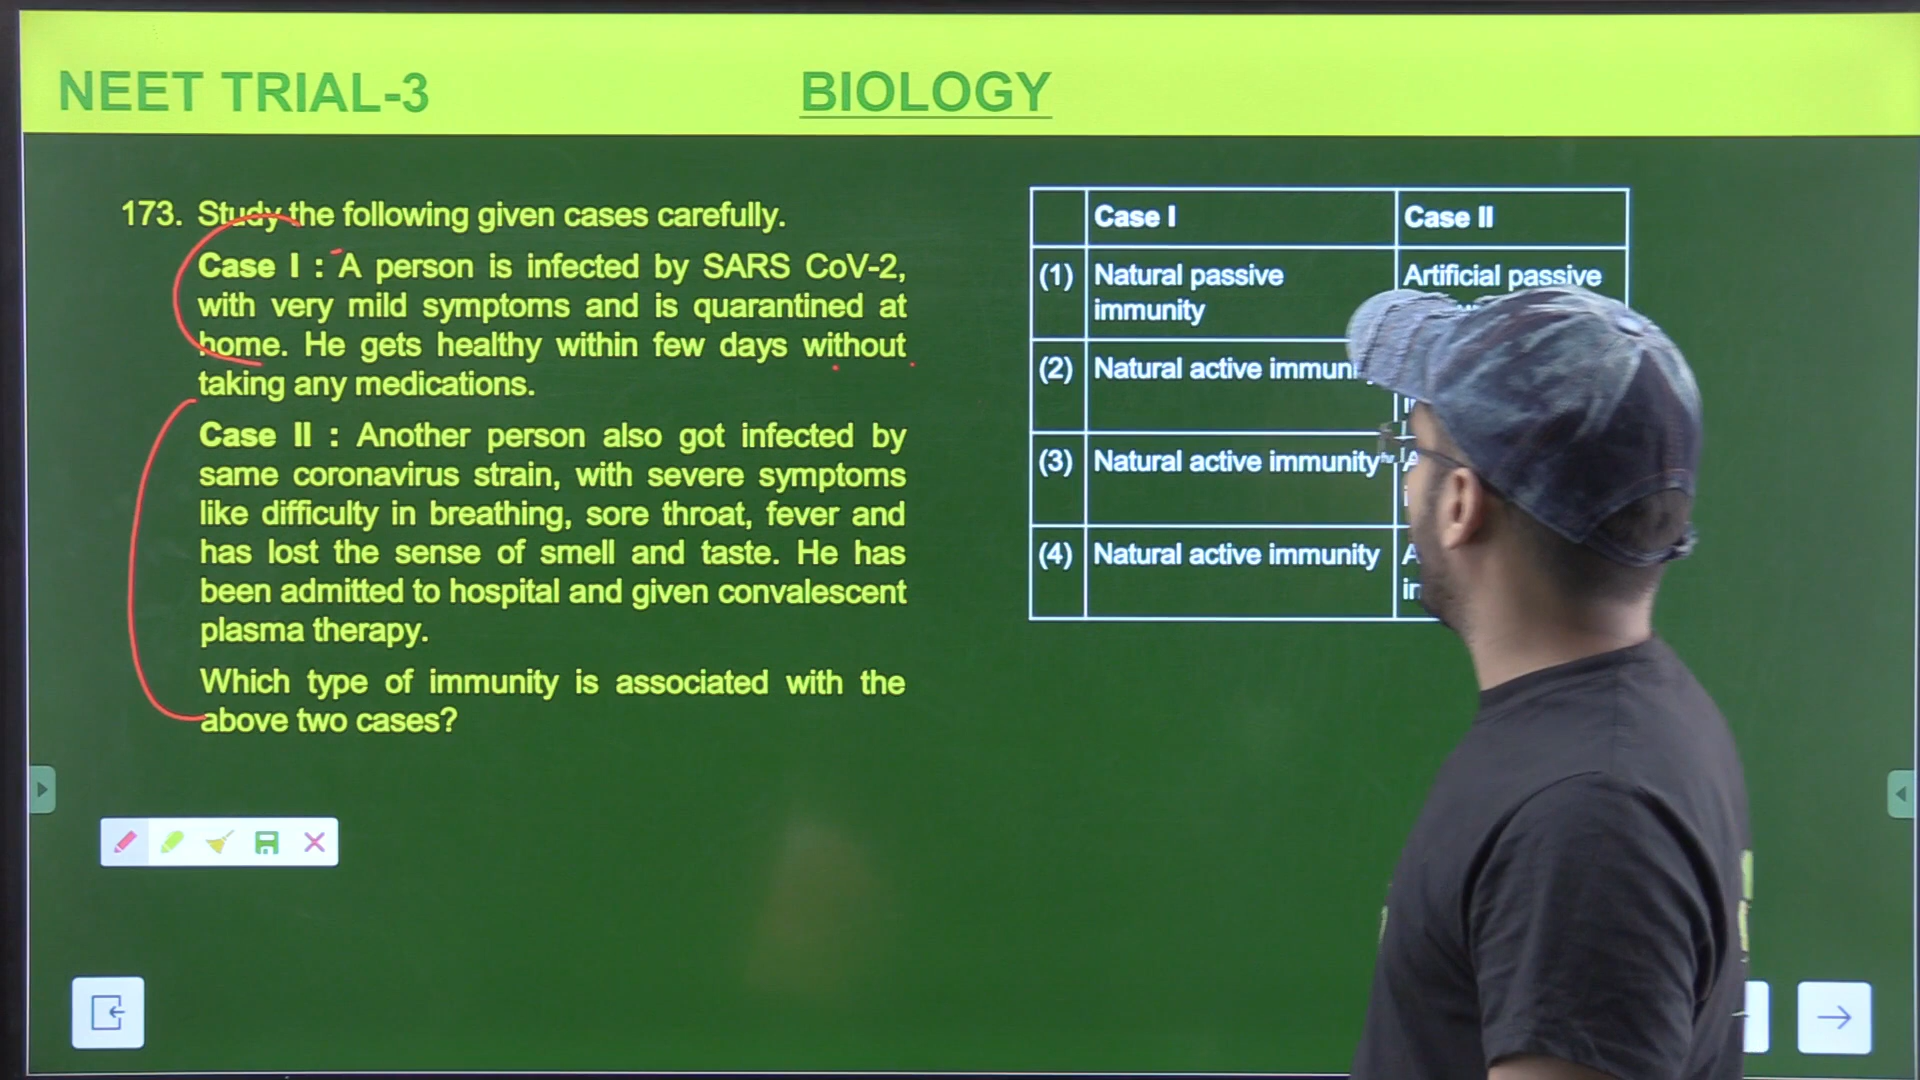 NEET TRIAL-3
BIOLOGY
173. Study the following given cases carefully.
Case I : A person is infected by SARS CoV-2,
with very mild symptoms and is quarantined at
home. He gets healthy within few days without
taking any medications.
Case II : Another person also got infected by
same coronavirus strain, with severe symptoms
like difficulty in breathing, sore throat, fever and
has lost the sense of smell and taste. He has
been admitted to hospital and given convalescent
plasma therapy.
Which type of immunity is associated with the
above two cases?
Case I Case II
(1) Natural passive Artificial passive
immunity
(2) Natural active
(3) Natural active immunity
(4) Natural active immunity